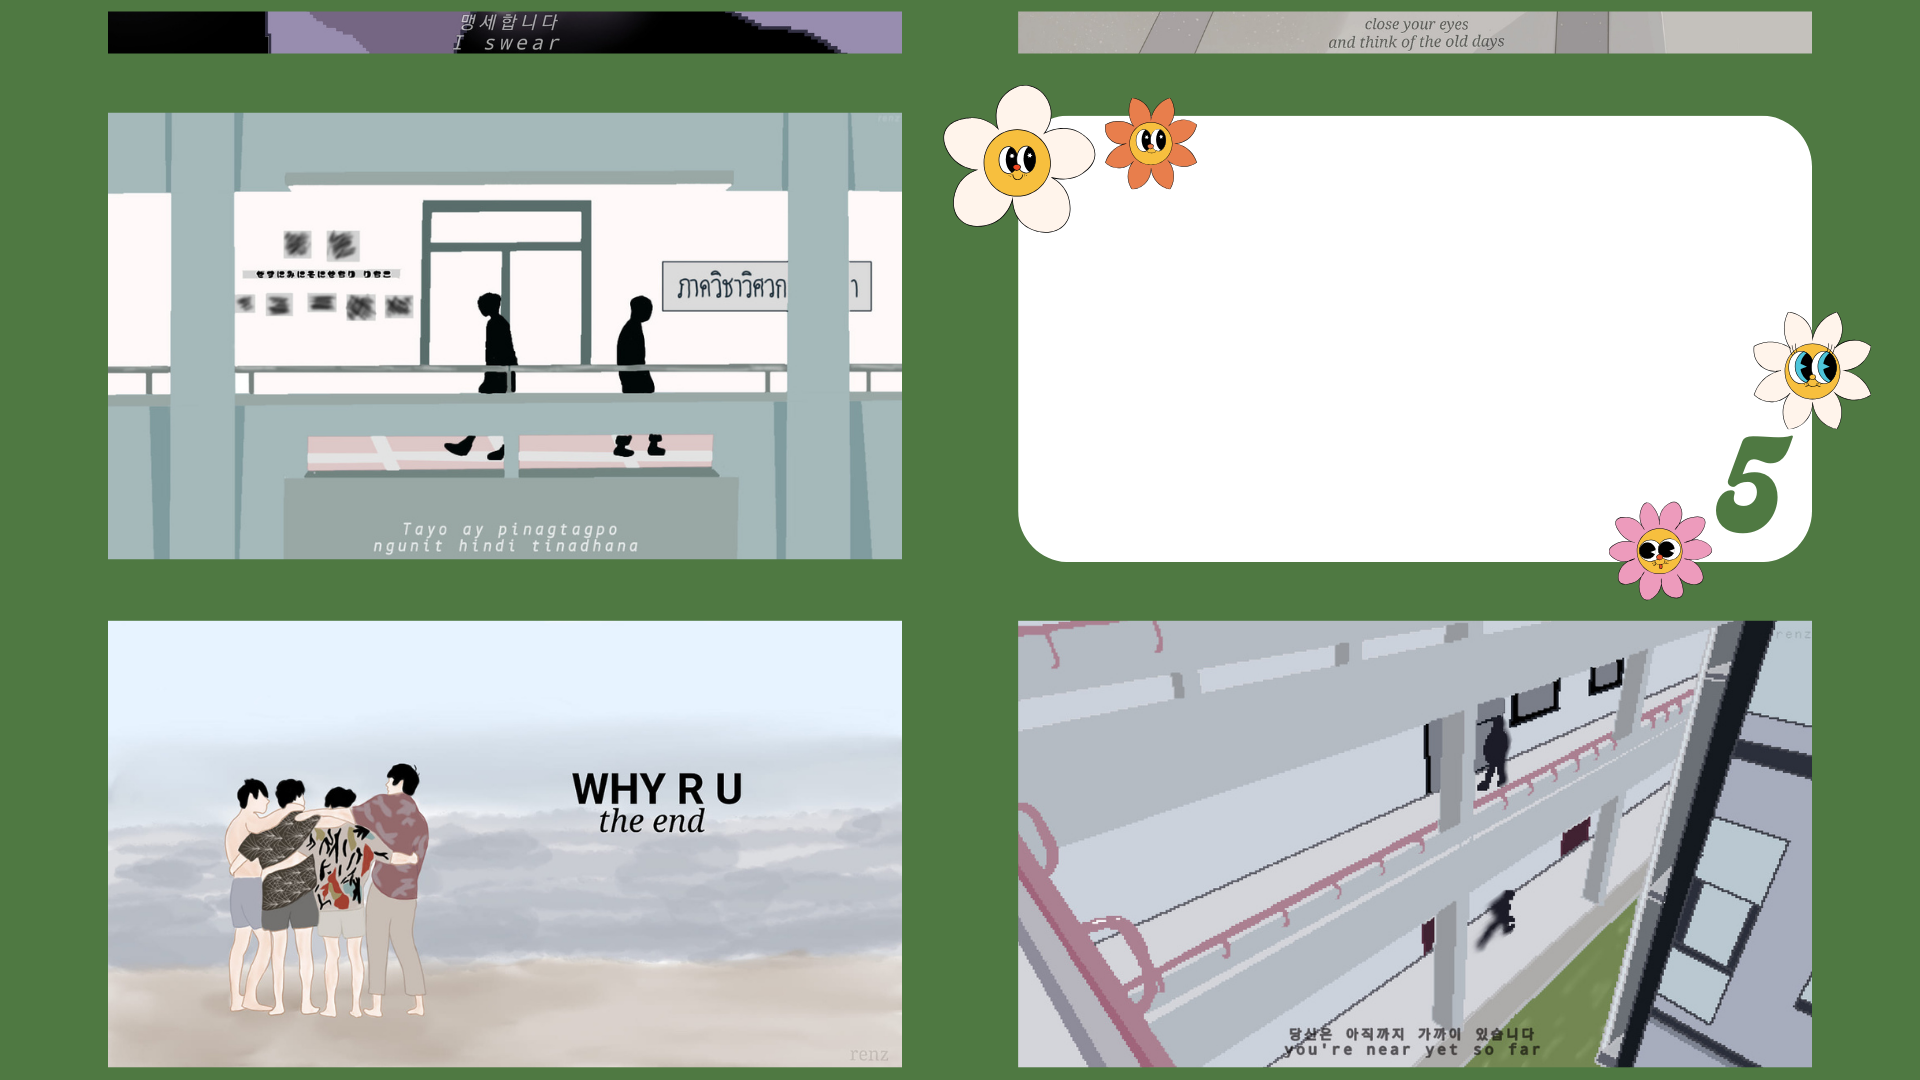 맹세합니다
I swear
close your eyes
and think of the old days
renz
ภาควิชาวิศวก
า
Tayo ay pinagtagpo
ngunit hindi tinadhana
5
WHY R U
the end
renz
renz
당신은 아직까지 가까이 있습니다
you're near yet so far